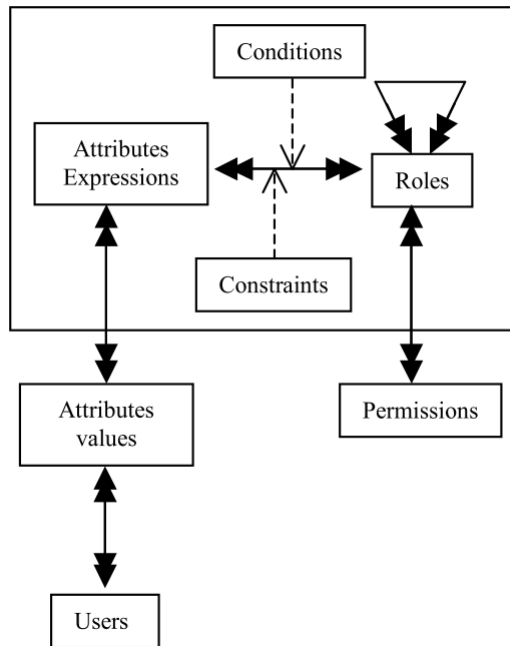 Conditions
Attributes
Expressions
Roles
Constraints
Attributes
values
Permissions
Users